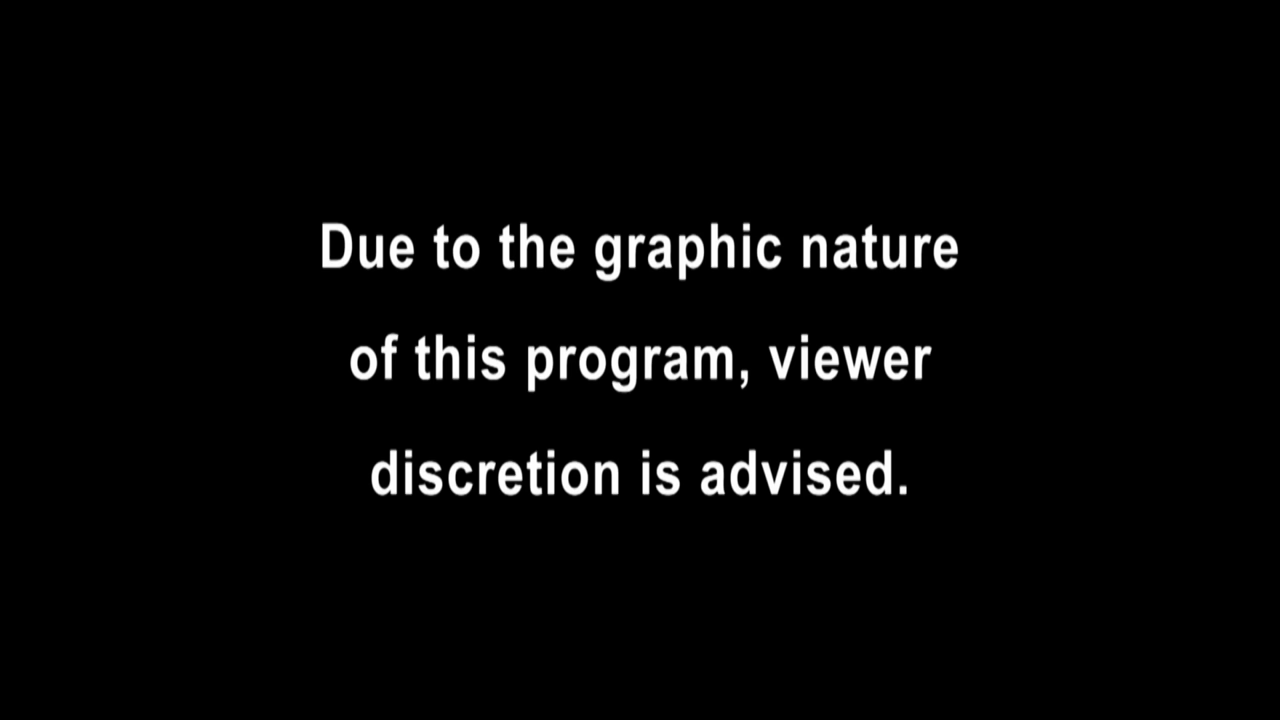 Due to the graphic nature
of this program, viewer
discretion is advised.